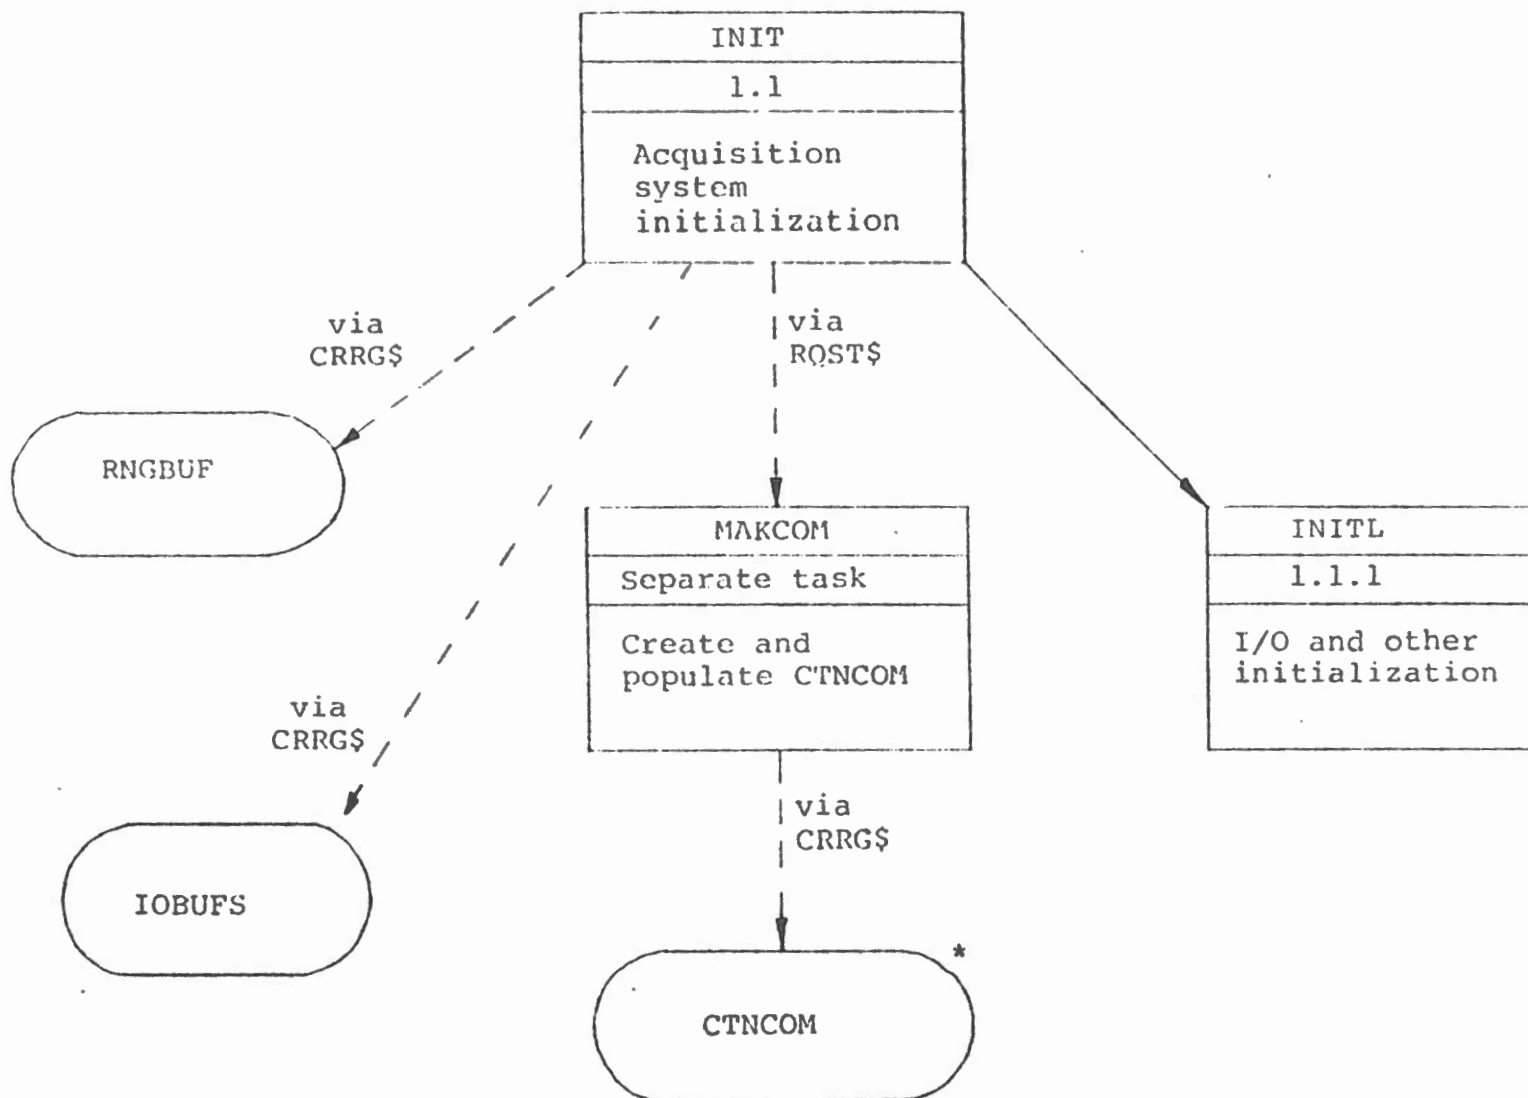 INIT
1.1
Acquisition
system
initialization
via
CRRG$
via
RQST$
RNGBUF
MAKCOM
Separate task
Create and
populate CTNCOM
INITL
1.1.1
I/O and other
initialization
via
CRRG$
via
CRRG$
IOBUFS
*
CTNCOM